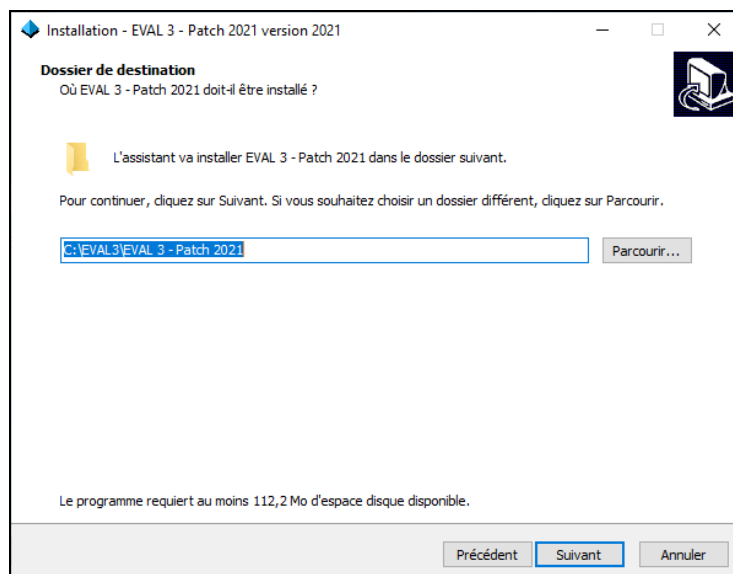 Installation - EVAL 3 - Patch 2021 version 2021
Dossier de destination
Où EVAL 3 - Patch 2021 doit-il être installé ?
L'assistant va installer EVAL 3 - Patch 2021 dans le dossier suivant.
Pour continuer, cliquez sur Suivant. Si vous souhaitez choisir un dossier différent, cliquez sur Parcourir.
C:\EVAL3\EVAL 3 - Patch 2021
Parcourir...
Le programme requiert au moins 112,2 Mo d'espace disque disponible.
Précédent
Suivant
Annuler